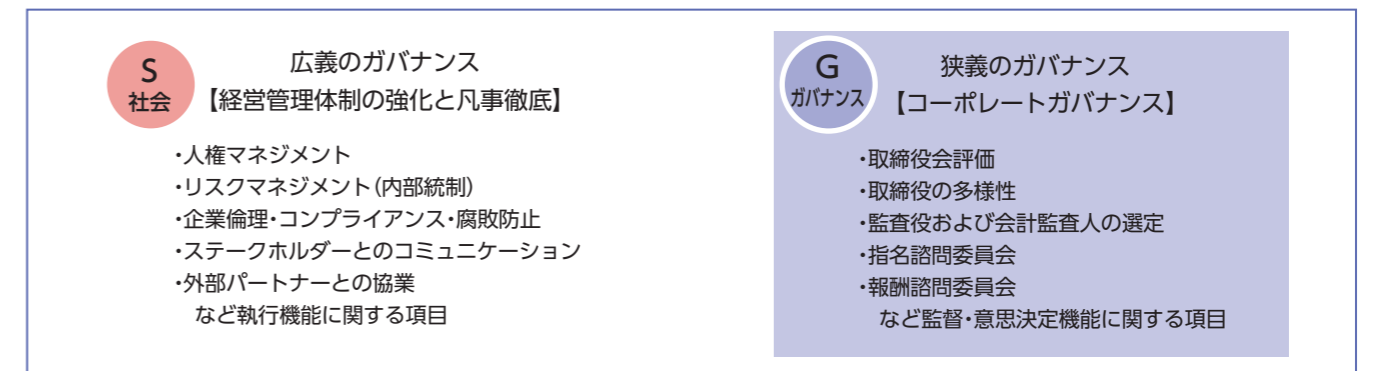 S
社会
広義のガバナンス
【経営管理体制の強化と凡事徹底】
・人権マネジメント
・リスクマネジメント(内部統制)
・企業倫理・コンプライアンス・腐敗防止
・ステークホルダーとのコミュニケーション
・外部パートナーとの協業
など執行機能に関する項目
G
ガバナンス
狭義のガバナンス
【コーポレートガバナンス】
・取締役会評価
・取締役の多様性
・監査役および会計監査人の選定
・指名諮問委員会
・報酬諮問委員会
など監督・意思決定機能に関する項目